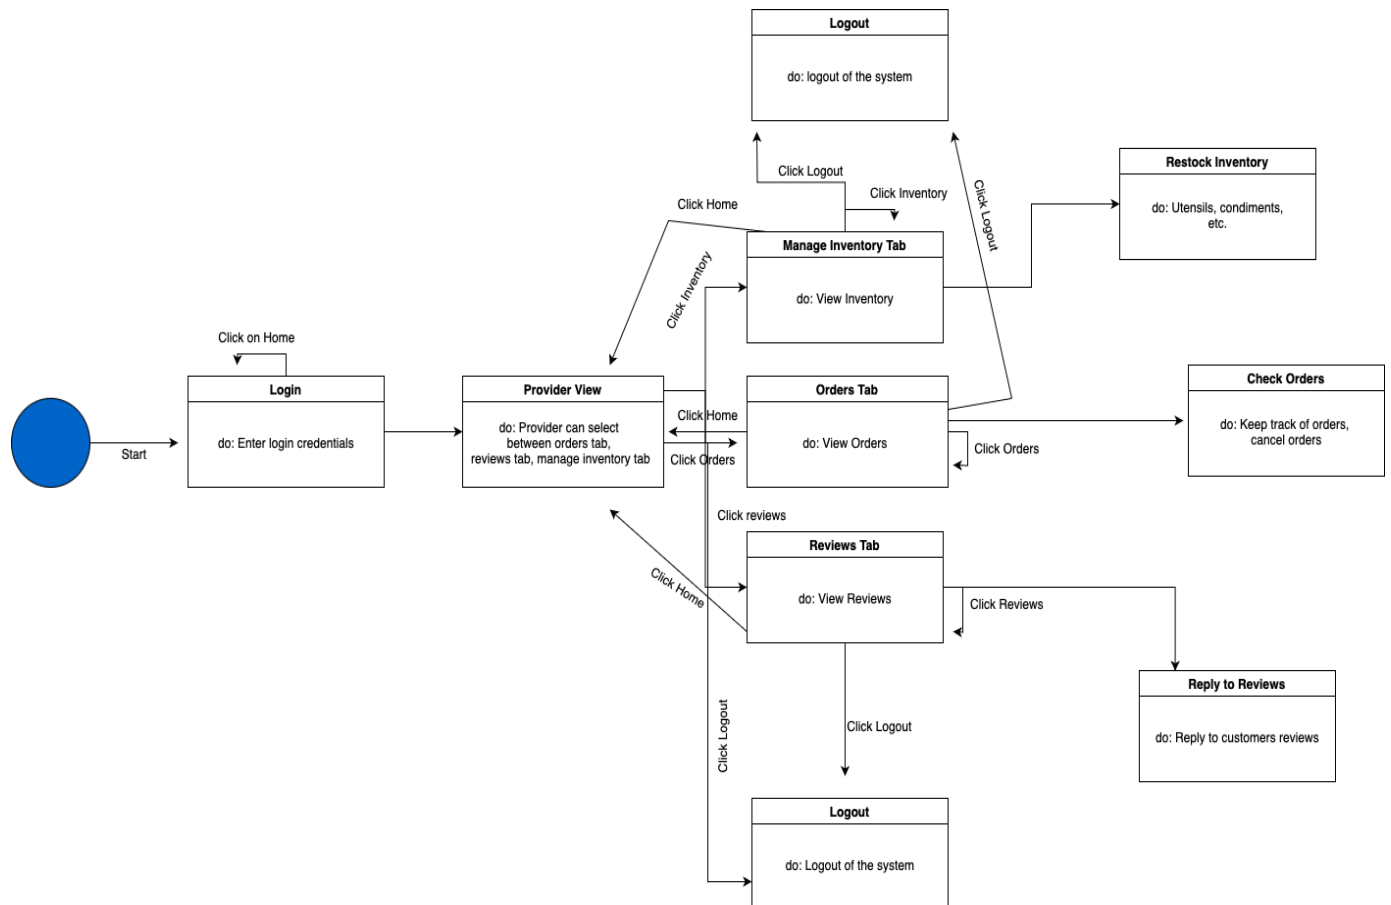 Logout
do: logout of the system
Click Logout
Click Inventory
Click Home
Click Logout
Restock Inventory
do: Utensils, condiments,
etc.
Manage Inventory Tab
do: View Inventory
Click Inventory
Click on Home
Login
do: Enter login credentials
Start
Provider View
do: Provider can select
between orders tab,
reviews tab, manage inventory tab
Click Home
Click Orders
Orders Tab
do: View Orders
Click Orders
Check Orders
do: Keep track of orders,
cancel orders
Click reviews
Reviews Tab
do: View Reviews
Click Home
Click Reviews
Reply to Reviews
do: Reply to customers reviews
Click Logout
Click Logout
Logout
do: Logout of the system